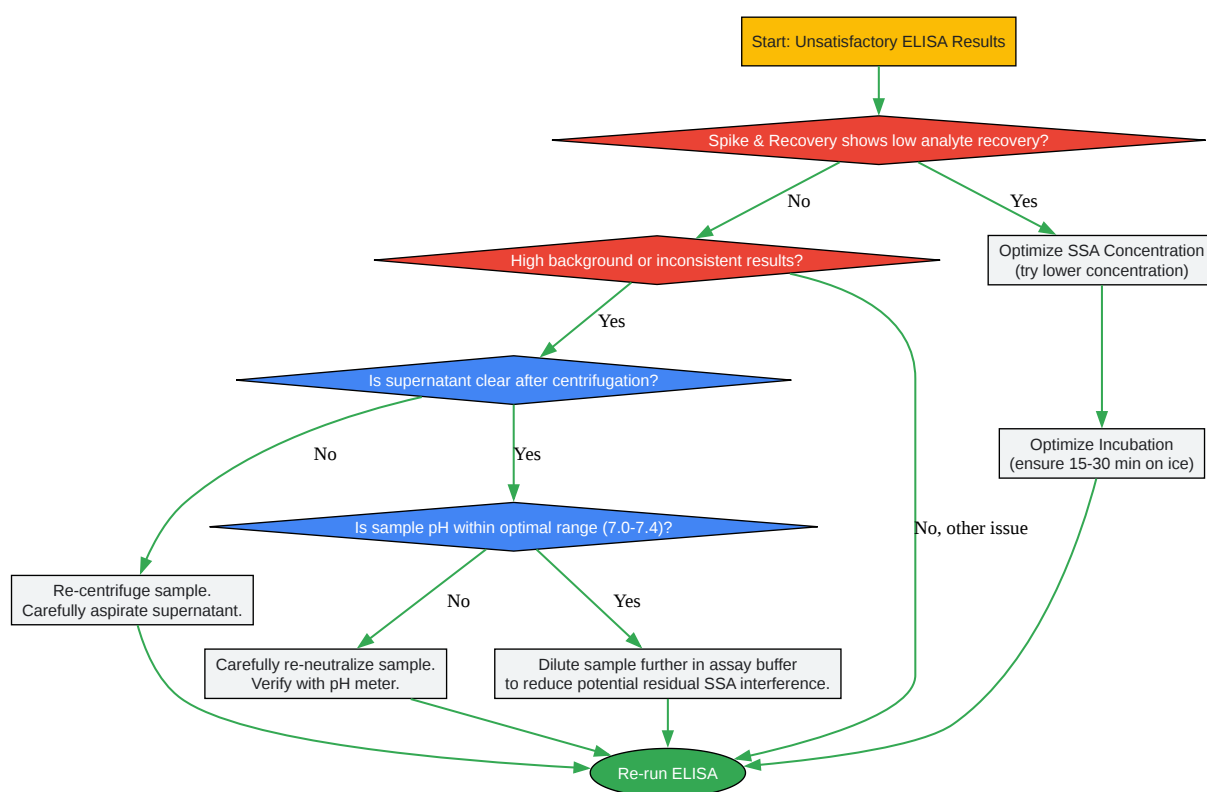 Start: Unsatisfactory ELISA Results
Spike & Recovery shows low analyte recovery?
No
Yes
High background or inconsistent results?
Optimize SSA Concentration
(try lower concentration)
Yes
Is supernatant clear after centrifugation?
No
Yes
Optimize Incubation
(ensure 15-30 min on ice)
Is sample pH within optimal range (7.0-7.4)?
No, other issue
Re-centrifuge sample.
Carefully aspirate supernatant.
No
Yes
Carefully re-neutralize sample.
Verify with pH meter.
Dilute sample further in assay buffer
to reduce potential residual SSA interference.
Re-run ELISA